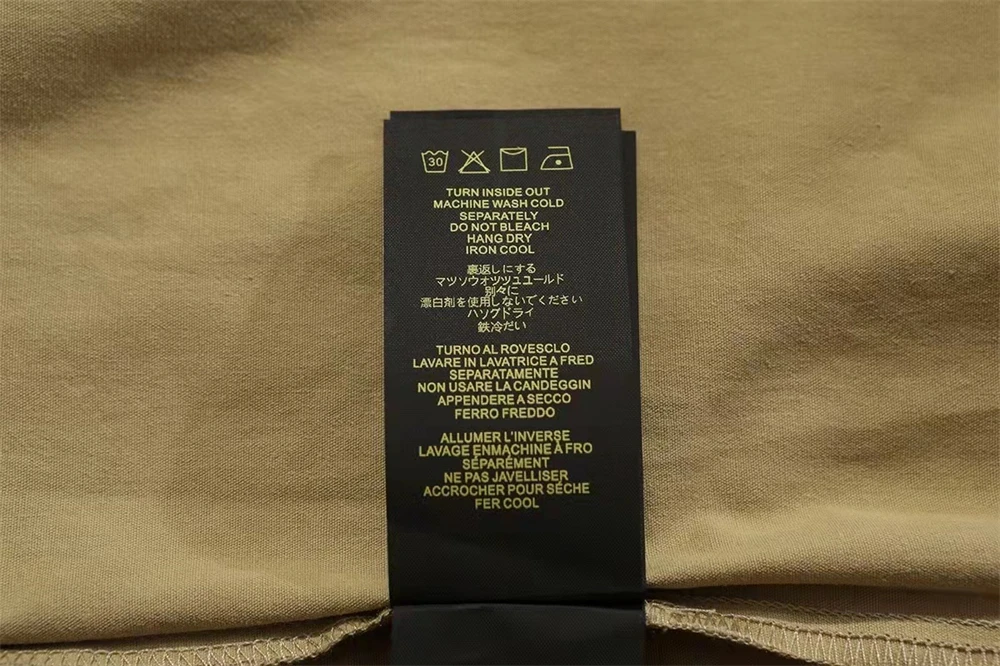 30
TURN INSIDE OUT
MACHINE WASH COLD
SEPARATELY
DO NOT BLEACH
HANG DRY
IRON COOL
裏返しにする
マツソウォツツユユールド
別々に
漂白剤を使用しないでください
ハソグドライ
鉄冷だい
TURNO AL ROVESCLO
LAVARE IN LAVATRICE A FRED
SEPARATAMENTE
NON USARE LA CANDEGGIN
APPENDERE A SECCO
FERRO FREDDO
ALLUMER L'INVERSE
LAVAGE ENMACHINE À FRO
SÉPARÉMENT
NE PAS JAVELLISER
ACCROCHER POUR SÉCHE
FER COOL